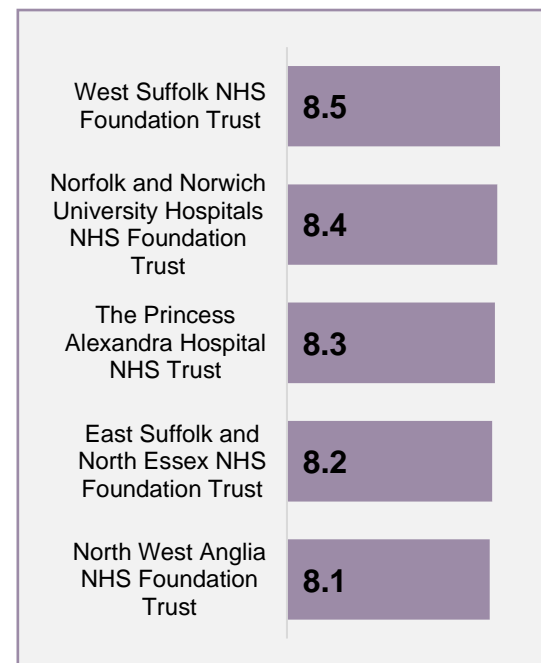 West Suffolk NHS
Foundation Trust
8.5
Norfolk and Norwich
University Hospitals
NHS Foundation
Trust
8.4
The Princess
Alexandra Hospital
NHS Trust
8.3
East Suffolk and
North Essex NHS
Foundation Trust
8.2
North West Anglia
NHS Foundation
Trust
8.1